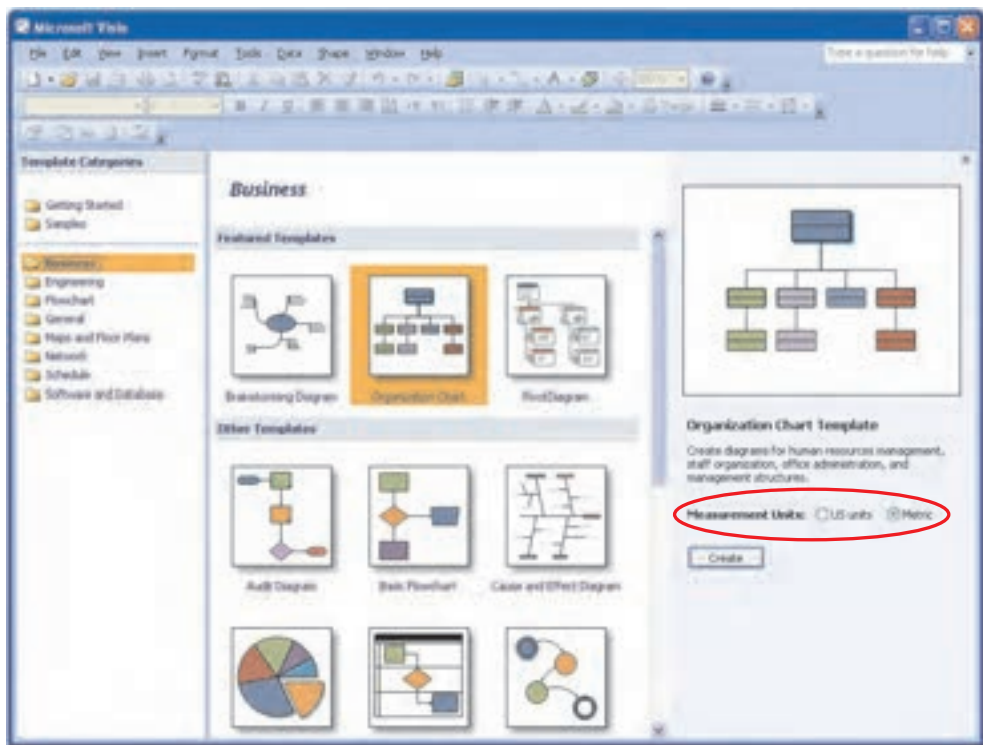 Microsoft Visio
File Edit View Insert Format Tools Data Shape Window Help
Type a question for help
Template Categories
Getting Started
Samples
Business
Engineering
Flowchart
General
Maps and Floor Plans
Network
Schedule
Software and Database
Business
Featured Templates
Brainstorming Diagram
Organization Chart
PivotDiagram
Other Templates
Audit Diagram
Basic Flowchart
Cause and Effect Diagram
Organization Chart Template
Create diagrams for human resources management,
staff organization, office administration, and
management structures.
Measurement Units: US units Metric
Create